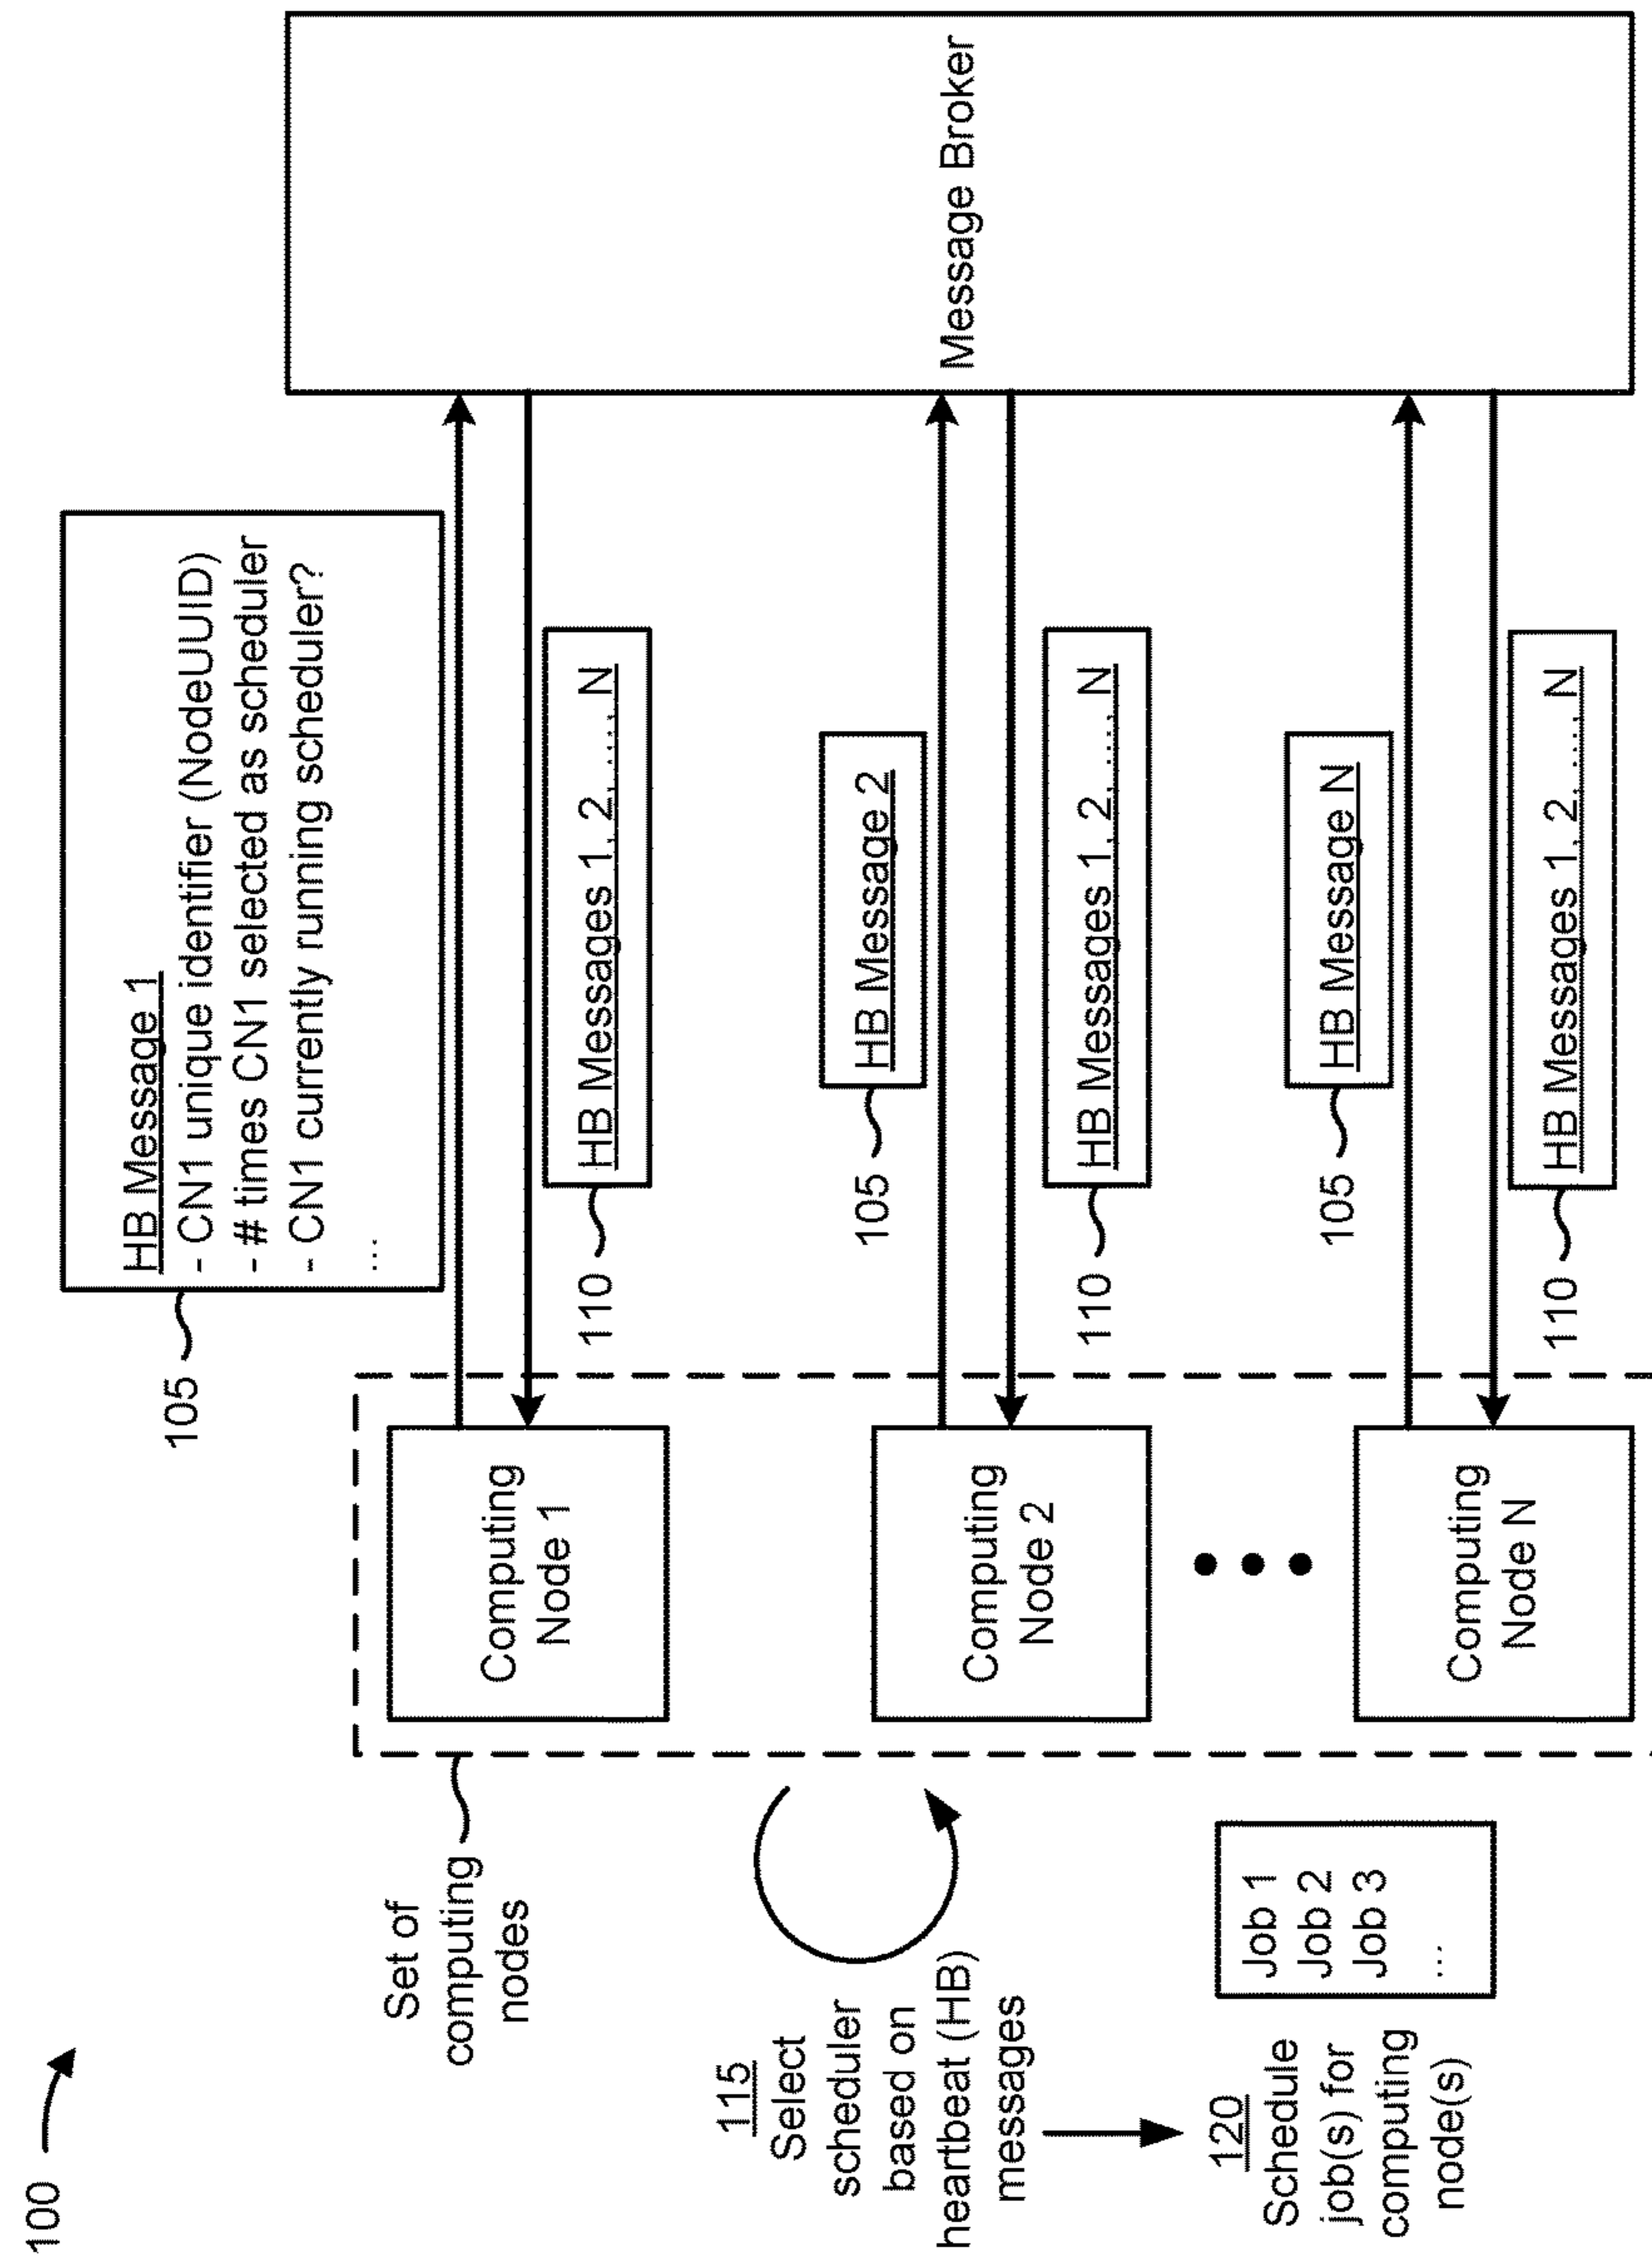 100
105
HB Message 1
- CN1 unique identifier (NodeUUID)
- # times CN1 selected as scheduler
- CN1 currently running scheduler?
...
Set of
computing
nodes
Computing
Node 1
110
HB Messages 1, 2, ..., N
Message Broker
115
Select
scheduler
based on
heartbeat (HB)
messages
105
HB Message 2
Computing
Node 2
110
HB Messages 1, 2, ..., N
120
Schedule
job(s) for
computing
node(s)
Job 1
Job 2
Job 3
...
105
HB Message N
Computing
Node N
110
HB Messages 1, 2, ..., N